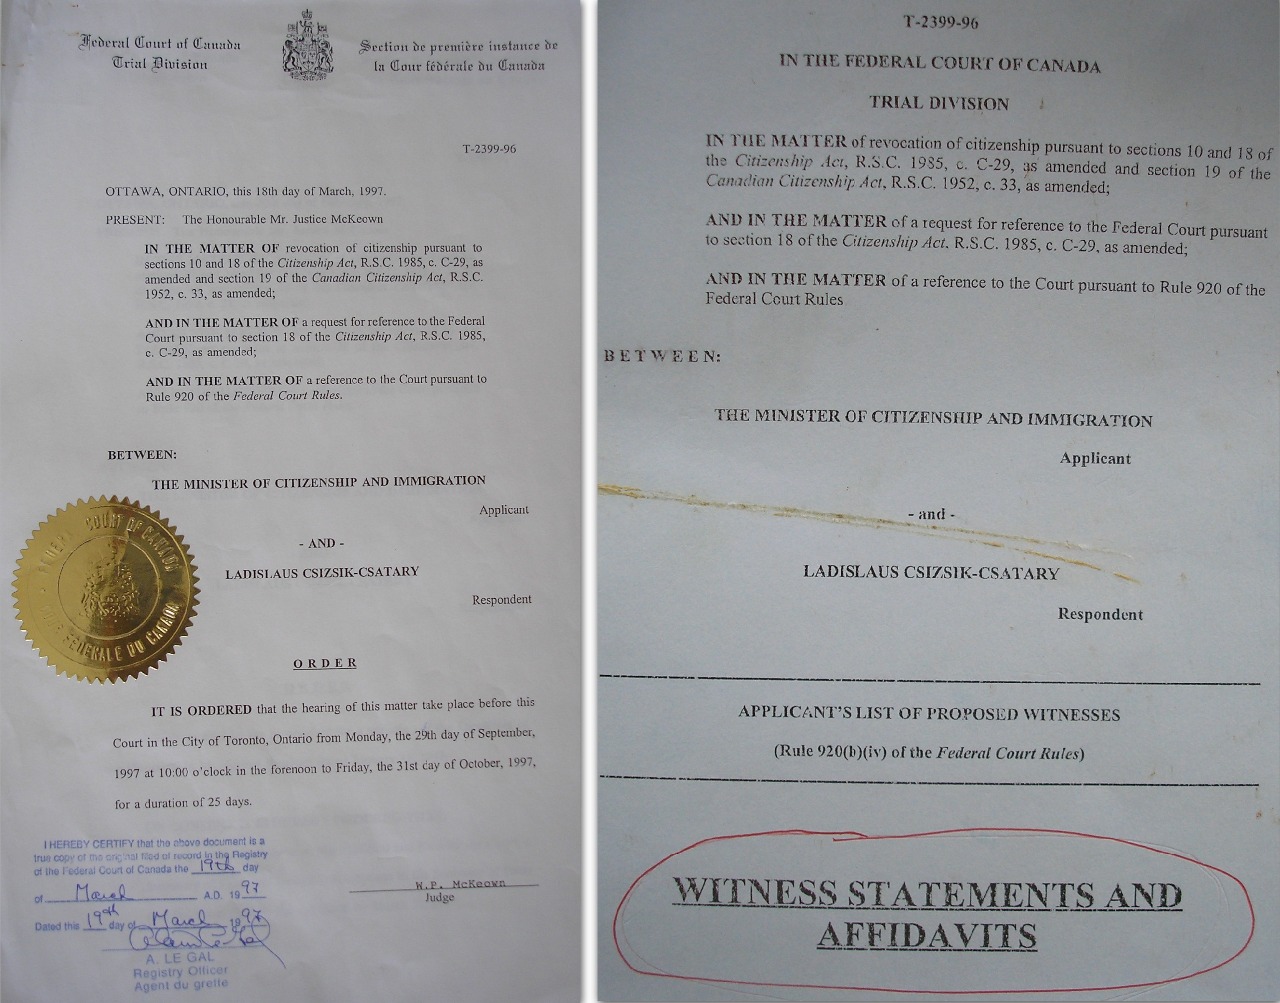 Federal Court of Canada
Trial Division
Section de première instance de
la Cour fédérale du Canada
T-2399-96
OTTAWA, ONTARIO, this 18th day of March, 1997.
PRESENT: The Honourable Mr. Justice McKeown
IN THE MATTER OF revocation of citizenship pursuant to
sections 10 and 18 of the Citizenship Act, R.S.C. 1985, c. C-29, as
amended and section 19 of the Canadian Citizenship Act, R.S.C.
1952, c. 33, as amended;
AND IN THE MATTER OF a request for reference to the Federal
Court pursuant to section 18 of the Citizenship Act, R.S.C. 1985,
c. C-29, as amended;
AND IN THE MATTER OF a reference to the Court pursuant to
Rule 920 of the Federal Court Rules.
BETWEEN:
THE MINISTER OF CITIZENSHIP AND IMMIGRATION
Applicant
- AND -
LADISLAUS CSIZSIK-CSATARY
Respondent
COURT OF CANADA
FEDERALE DU CANADA
ORDER
IT IS ORDERED that the hearing of this matter take place before this
Court in the City of Toronto, Ontario from Monday, the 29th day of September,
1997 at 10:00 o'clock in the forenoon to Friday, the 31st day of October, 1997,
for a duration of 25 days.
I HEREBY CERTIFY that the above document is a
true copy of the original filed of record in the Registry
of the Federal Court of Canada the 19th day
of March A.D. 1997
Dated this 19th day of March 1997
A. LE GAL
Registry Officer
Agent du greffe
W.P. McKeown
Judge
T-2399-96
IN THE FEDERAL COURT OF CANADA
TRIAL DIVISION
IN THE MATTER of revocation of citizenship pursuant to sections 10 and 18 of
the Citizenship Act, R.S.C. 1985, c. C-29, as amended and section 19 of the
Canadian Citizenship Act, R.S.C. 1952, c. 33, as amended;
AND IN THE MATTER of a request for reference to the Federal Court pursuant
to section 18 of the Citizenship Act, R.S.C. 1985, c. C-29, as amended;
AND IN THE MATTER of a reference to the Court pursuant to Rule 920 of the
Federal Court Rules
BETWEEN:
THE MINISTER OF CITIZENSHIP AND IMMIGRATION
Applicant
- and -
LADISLAUS CSIZSIK-CSATARY
Respondent
APPLICANT'S LIST OF PROPOSED WITNESSES
(Rule 920(b)(iv) of the Federal Court Rules)
WITNESS STATEMENTS AND
AFFIDAVITS